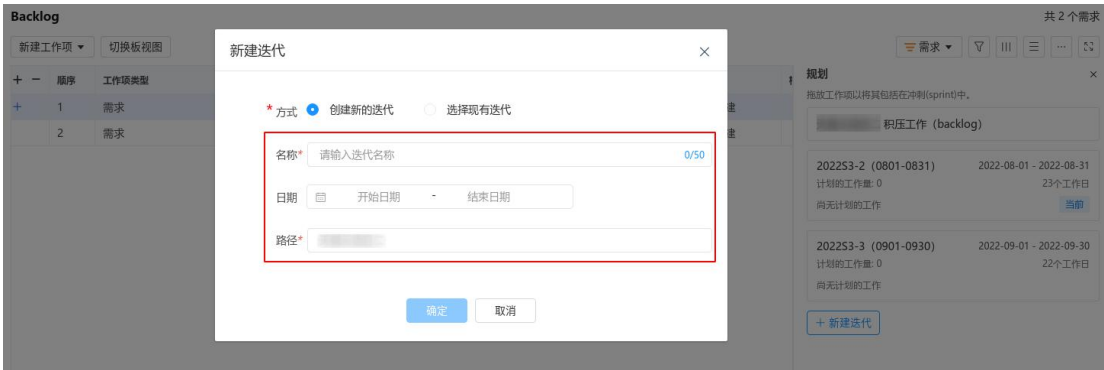 Backlog
共 2 个需求
新建工作项
切换板视图
需求
顺序
工作项类型
1
需求
2
需求
新建迭代
* 方式
创建新的迭代
选择现有迭代
名称*
请输入迭代名称
0/50
日期
开始日期
-
结束日期
路径*
确定
取消
规划
拖放工作项以将其包括在冲刺(sprint)中。
积压工作（backlog）
2022S3-2（0801-0831）
2022-08-01 - 2022-08-31
计划的工作量: 0
23个工作日
尚无计划的工作
当前
2022S3-3（0901-0930）
2022-09-01 - 2022-09-30
计划的工作量: 0
22个工作日
尚无计划的工作
+ 新建迭代